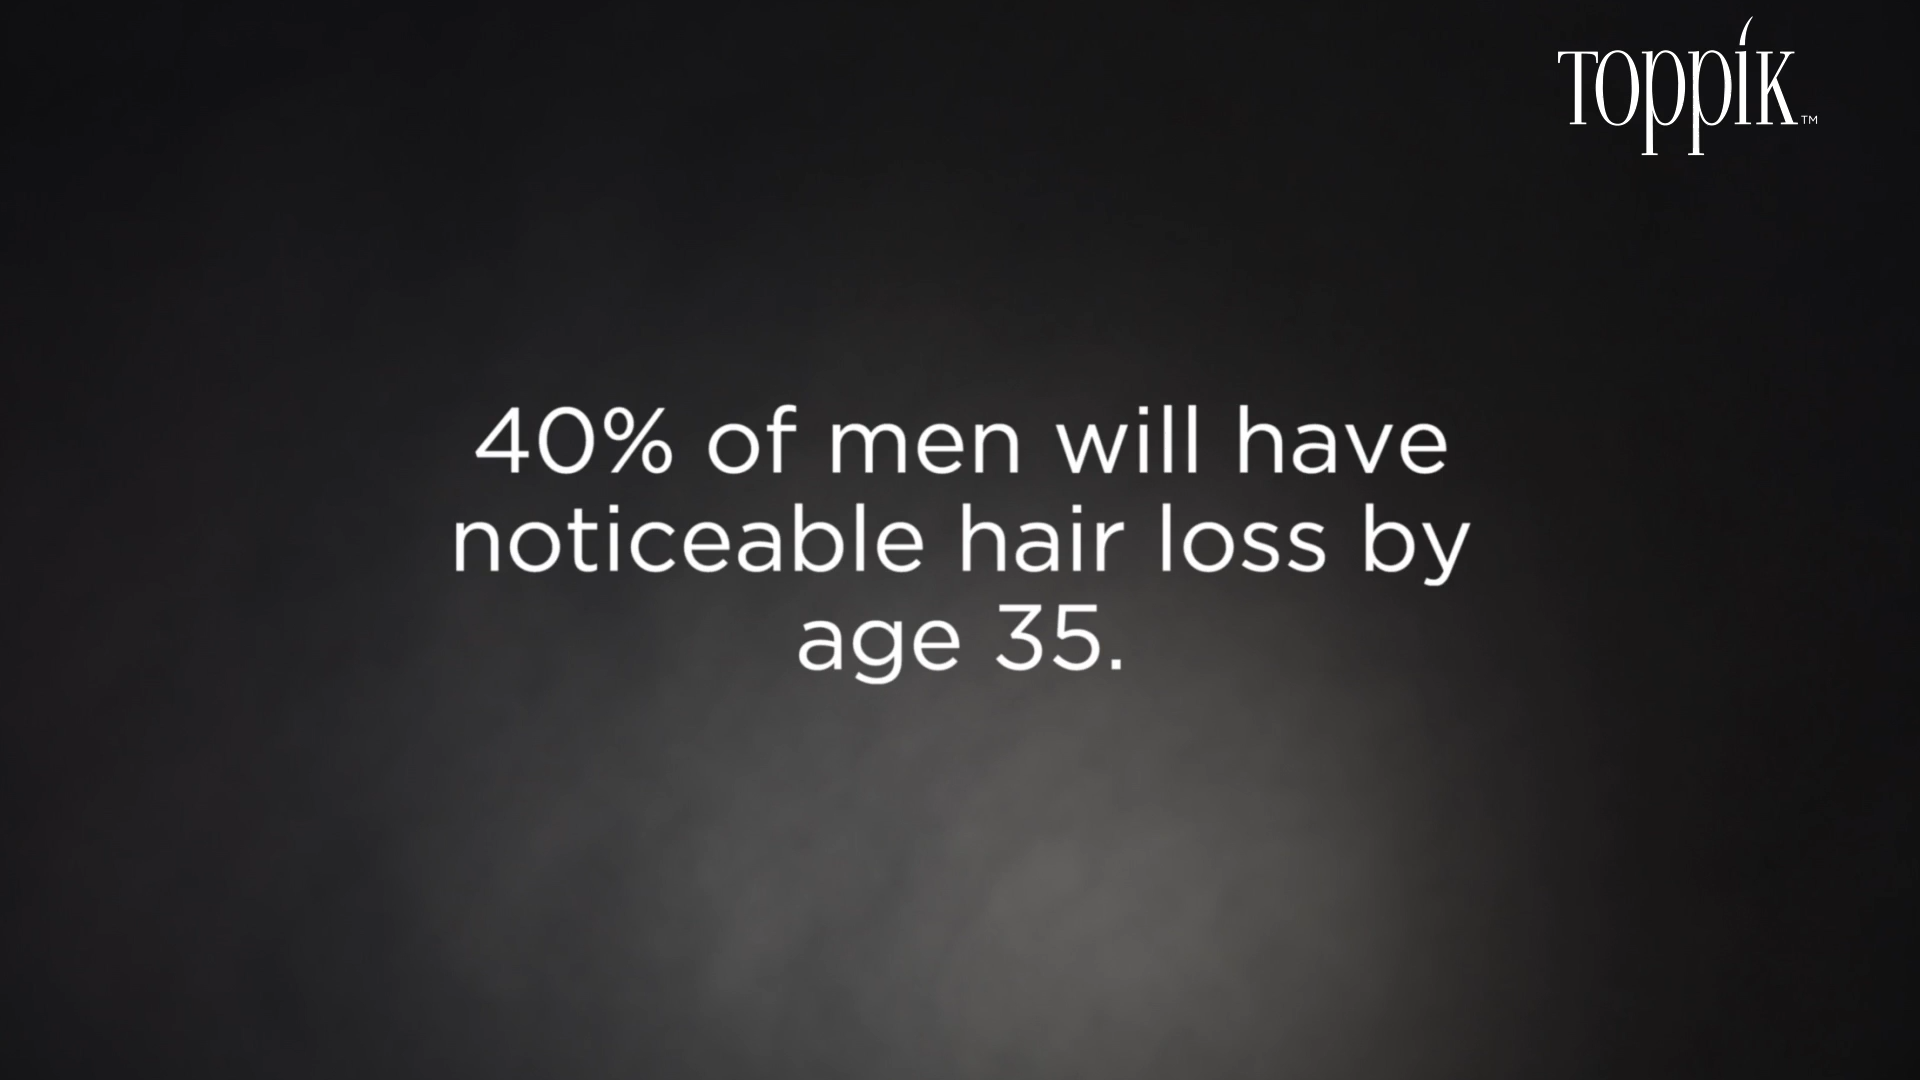 Toppik™
40% of men will have
noticeable hair loss by
age 35.